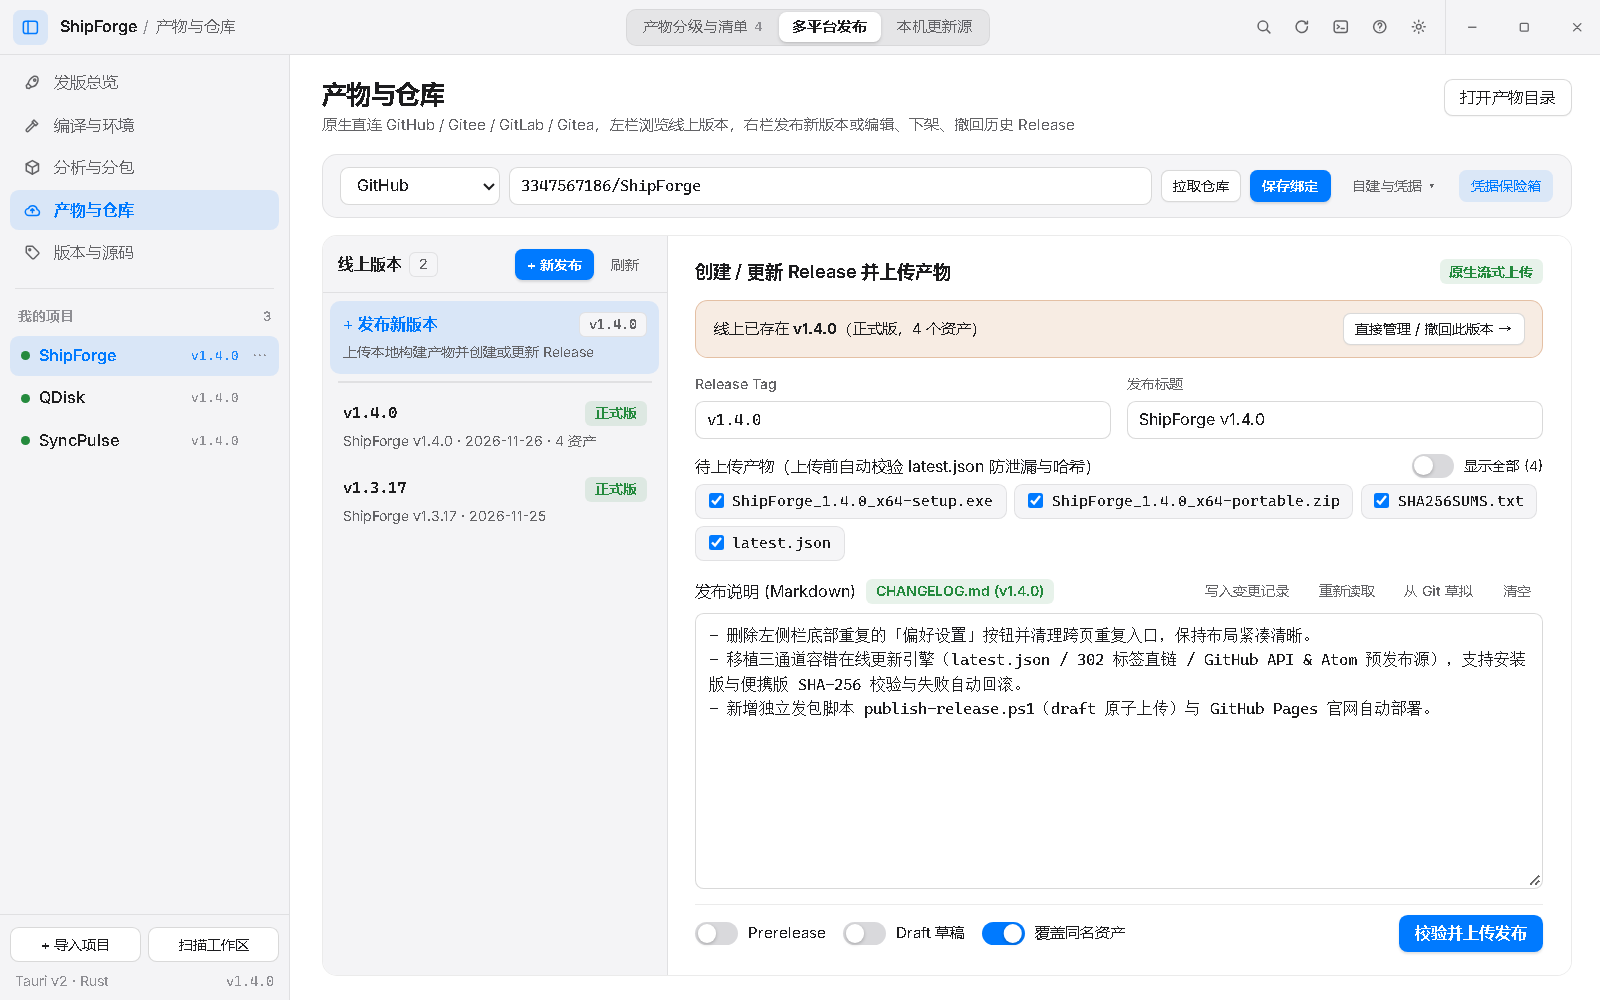 ShipForge / 产物与仓库
产物分级与清单 4 多平台发布 本机更新源
发版总览
编译与环境
分析与分包
产物与仓库
版本与源码
我的项目 3
ShipForge v1.4.0 ···
QDisk v1.4.0
SyncPulse v1.4.0
+ 导入项目 扫描工作区
Tauri v2 · Rust v1.4.0
产物与仓库
原生直连 GitHub / Gitee / GitLab / Gitea，左栏浏览线上版本，右栏发布新版本或编辑、下架、撤回历史 Release
打开产物目录
GitHub 3347567186/ShipForge 拉取仓库 保存绑定 自建与凭据 ▾ 凭据保险箱
线上版本 2 + 新发布 刷新
+ 发布新版本 v1.4.0
上传本地构建产物并创建或更新 Release
v1.4.0 正式版
ShipForge v1.4.0 · 2026-11-26 · 4 资产
v1.3.17 正式版
ShipForge v1.3.17 · 2026-11-25
创建 / 更新 Release 并上传产物 原生流式上传
线上已存在 v1.4.0（正式版，4 个资产） 直接管理 / 撤回此版本 →
Release Tag 发布标题
v1.4.0 ShipForge v1.4.0
待上传产物（上传前自动校验 latest.json 防泄漏与哈希） 显示全部 (4)
ShipForge_1.4.0_x64-setup.exe ShipForge_1.4.0_x64-portable.zip SHA256SUMS.txt
latest.json
发布说明 (Markdown) CHANGELOG.md (v1.4.0) 写入变更记录 重新读取 从 Git 草拟 清空
- 删除左侧栏底部重复的「偏好设置」按钮并清理跨页重复入口，保持布局紧凑清晰。
- 移植三通道容错在线更新引擎（latest.json / 302 标签直链 / GitHub API & Atom 预发布源），支持安装
版与便携版 SHA-256 校验与失败自动回滚。
- 新增独立发包脚本 publish-release.ps1（draft 原子上传）与 GitHub Pages 官网自动部署。
Prerelease Draft 草稿 覆盖同名资产 校验并上传发布